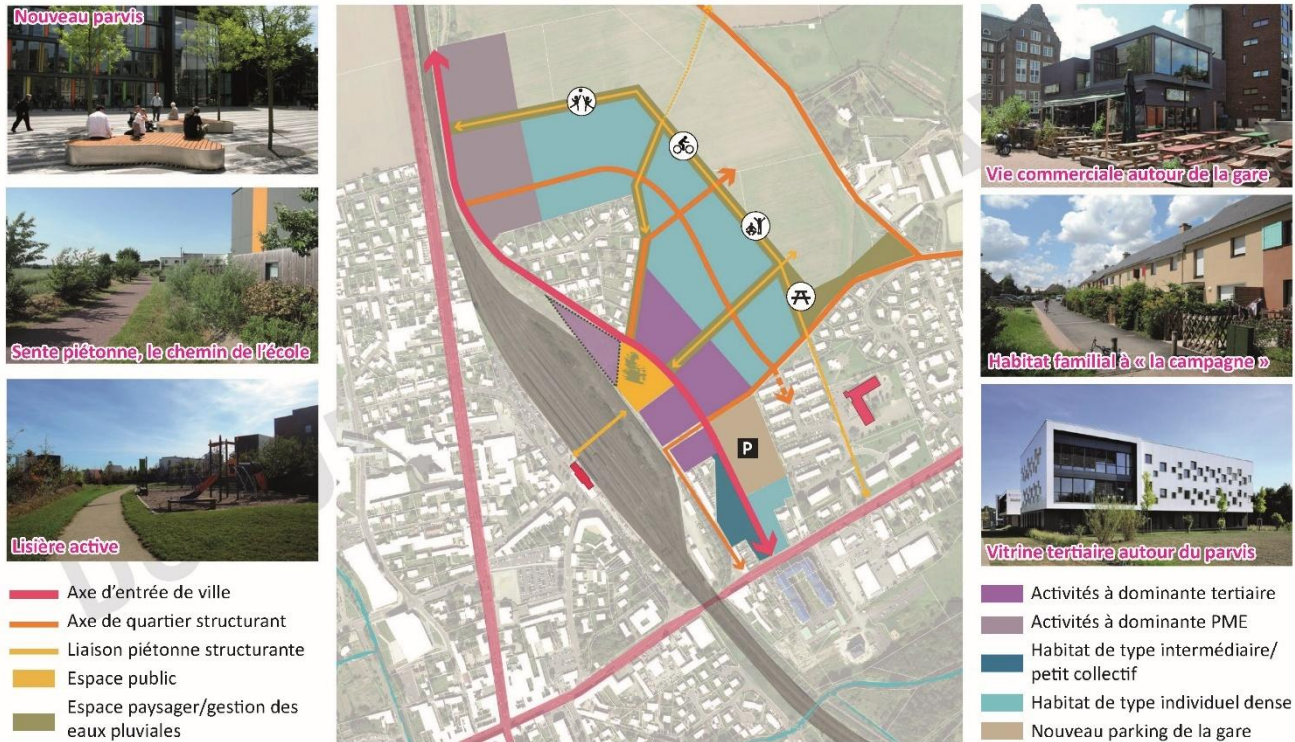 Nouveau parvis
Sente piétonne, le chemin de l'école
Lisière active
Axe d'entrée de ville
Axe de quartier structurant
Liaison piétonne structurante
Espace public
Espace paysager/gestion des
eaux pluviales
P
Vie commerciale autour de la gare
Habitat familial à « la campagne »
Vitrine tertiaire autour du parvis
Activités à dominante tertiaire
Activités à dominante PME
Habitat de type intermédiaire/
petit collectif
Habitat de type individuel dense
Nouveau parking de la gare